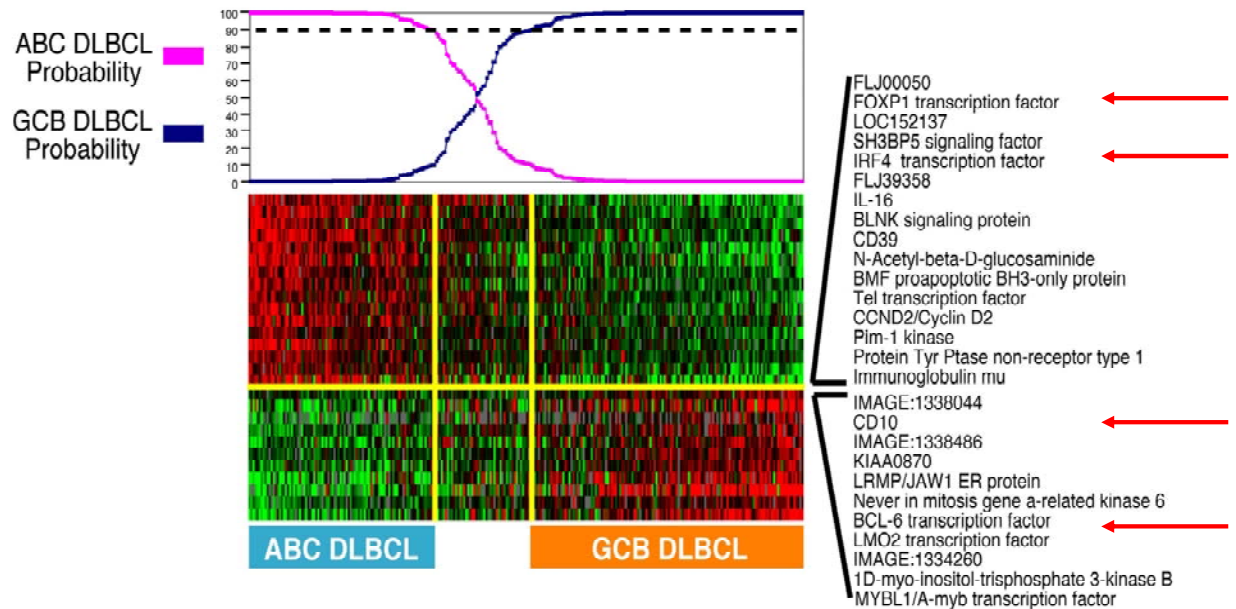 ABC DLBCL
Probability
GCB DLBCL
Probability
100
90
80
70
60
50
40
30
20
10
0
FLJ00050
FOXP1 transcription factor
LOC152137
SH3BP5 signaling factor
IRF4 transcription factor
FLJ39358
IL-16
BLNK signaling protein
CD39
N-Acetyl-beta-D-glucosaminide
BMF proapoptotic BH3-only protein
Tel transcription factor
CCND2/Cyclin D2
Pim-1 kinase
Protein Tyr Ptase non-receptor type 1
Immunoglobulin mu
IMAGE:1338044
CD10
IMAGE:1338486
KIAA0870
LRMP/JAW1 ER protein
Never in mitosis gene a-related kinase 6
BCL-6 transcription factor
LMO2 transcription factor
IMAGE:1334260
1D-myo-inositol-trisphosphate 3-kinase B
MYBL1/A-myb transcription factor
ABC DLBCL
GCB DLBCL